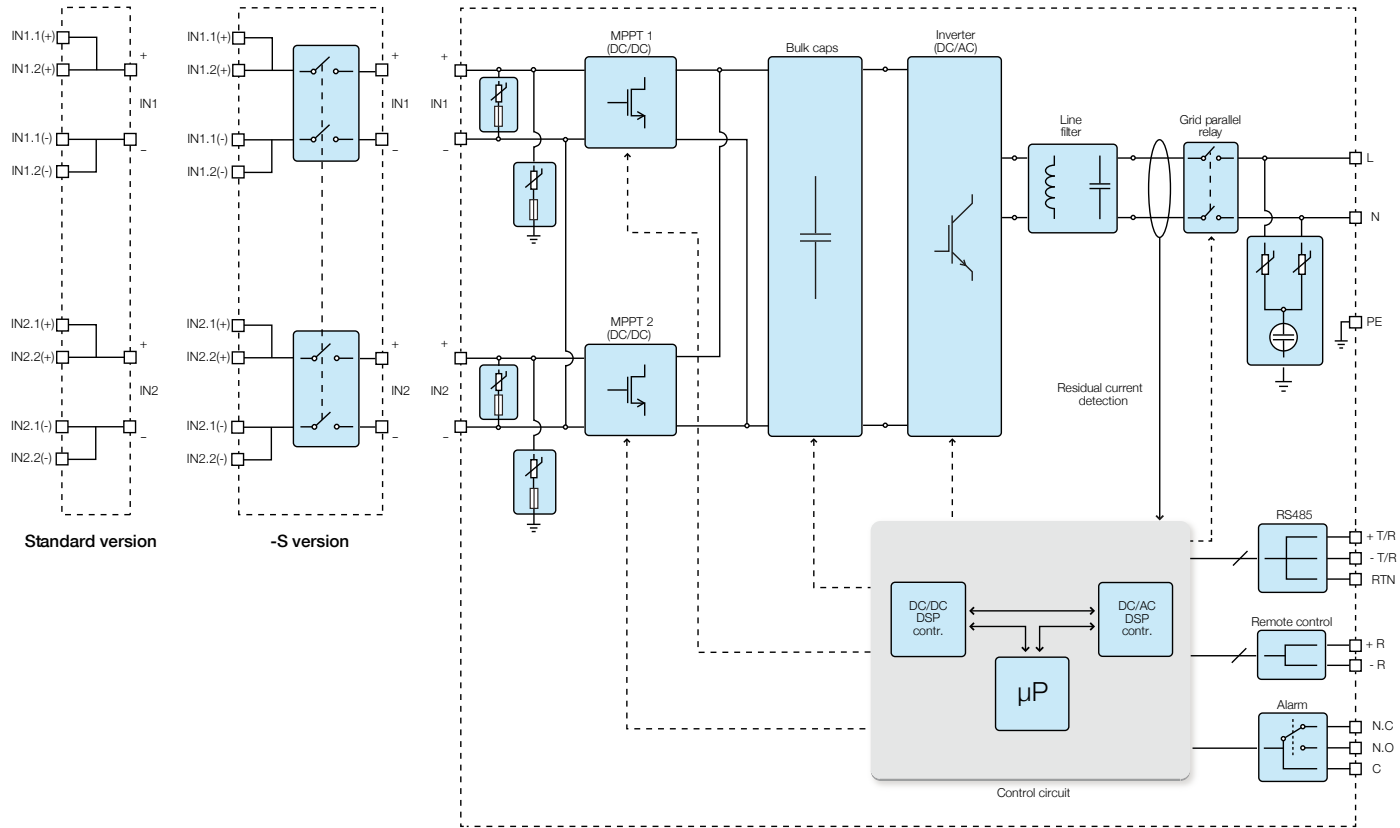 IN1.1(+)
IN1.2(+)
+
IN1
IN1.1(-)
–
IN1.2(-)
IN2.1(+)
+
IN2.2(+)
IN2
IN2.1(-)
–
IN2.2(-)
Standard version
IN1.1(+)
IN1.2(+)
+
IN1
IN1.1(-)
–
IN1.2(-)
IN2.1(+)
+
IN2.2(+)
IN2
IN2.1(-)
–
IN2.2(-)
-S version
+
IN1
–
+
IN2
–
MPPT 1
(DC/DC)
MPPT 2
(DC/DC)
Bulk caps
Inverter
(DC/AC)
Line
filter
Grid parallel
relay
L
N
PE
Residual current
detection
DC/DC
DSP
contr.
DC/AC
DSP
contr.
µP
Control circuit
RS485
+ T/R
- T/R
RTN
Remote control
+ R
- R
Alarm
N.C
N.O
C